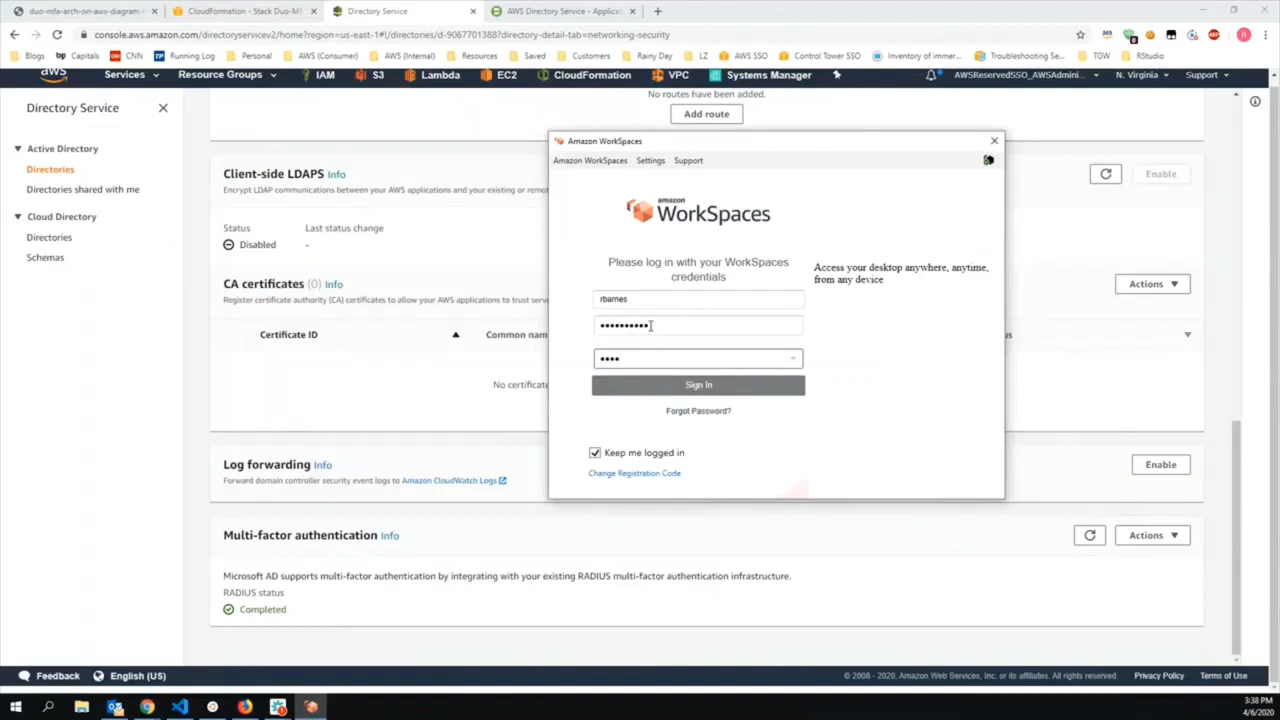 duo-mfa-arch-on-aws-diagram
CloudFormation - Stack Duo-MF
Directory Service
AWS Directory Service - Applicat
console.aws.amazon.com/directoryservicev2/home?region=us-east-1#!/directories/d-9067701388?directory-detail-tab=networking-security
Blogs
Capitals
CNN
Running Log
Personal
AWS (Consumer)
AWS (Internal)
Resources
Saved
Customers
Rainy Day
LZ
AWS SSO
Control Tower SSO
Inventory of immer...
Troubleshooting Se...
TGW
RStudio
aws
Services
Resource Groups
IAM
S3
Lambda
EC2
CloudFormation
VPC
Systems Manager
AWSReservedSSO_AWSAdmini...
N. Virginia
Support
Directory Service
Active Directory
Directories
Directories shared with me
Cloud Directory
Directories
Schemas
No routes have been added.
Add route
Client-side LDAPS Info
Encrypt LDAP communications between your AWS applications and your existing or
Enable
Status
Last status change
Disabled
-
CA certificates (0) Info
Register certificate authority (CA) certificates to allow your AWS applications to trust
Actions
Certificate ID
Common
No
Log forwarding Info
Forward domain controller security event logs to Amazon CloudWatch Logs
Enable
Multi-factor authentication Info
Actions
Microsoft AD supports multi-factor authentication by integrating with your existing RADIUS multi-factor authentication infrastructure.
RADIUS status
Completed
Amazon WorkSpaces
Amazon WorkSpaces
Settings
Support
amazon
WorkSpaces
Please log in with your WorkSpaces
credentials
rbarnes
Sign In
Forgot Password?
Keep me logged in
Change Registration Code
Access your desktop anywhere, anytime,
from any device
Feedback
English (US)
© 2008 - 2020, Amazon Web Services, Inc. or its affiliates. All rights reserved.
Privacy Policy
Terms of Use
3:38 PM
4/6/2020